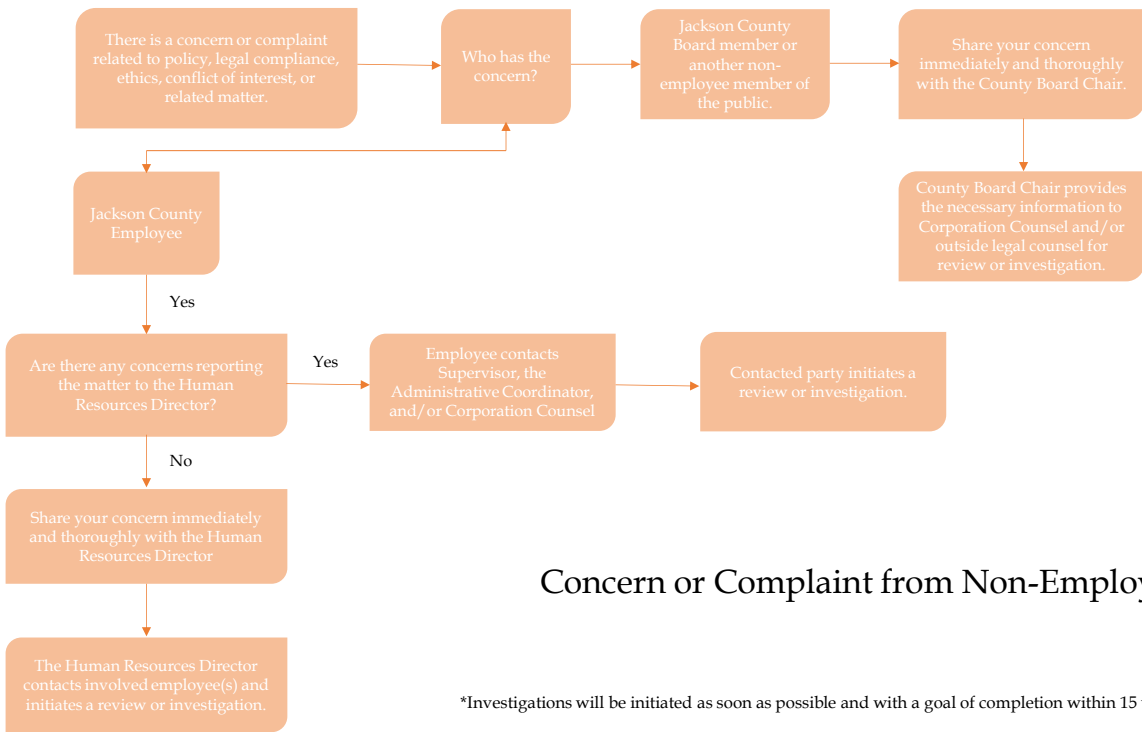 There is a concern or complaint
related to policy, legal compliance,
ethics, conflict of interest, or
related matter.
Who has the
concern?
Jackson County
Board member or
another non-
employee member of
the public.
Share your concern
immediately and thoroughly
with the County Board Chair.
County Board Chair provides
the necessary information to
Corporation Counsel and/or
outside legal counsel for
review or investigation.
Jackson County
Employee
Yes
Are there any concerns reporting
the matter to the Human
Resources Director?
Yes
Employee contacts
Supervisor, the
Administrative Coordinator,
and/or Corporation Counsel
Contacted party initiates a
review or investigation.
No
Share your concern immediately
and thoroughly with the Human
Resources Director
The Human Resources Director
contacts involved employee(s) and
initiates a review or investigation.
Concern or Complaint from Non-Employ
*Investigations will be initiated as soon as possible and with a goal of completion within 15